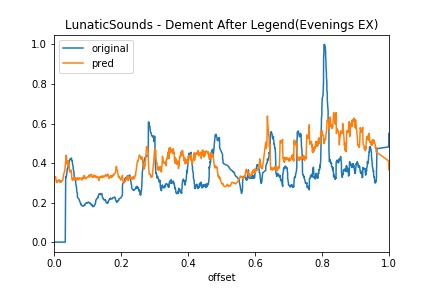 LunaticSounds - Dement After Legend(Evenings EX)
original
pred
1.0
0.8
0.6
0.4
0.2
0.0
0.0 0.2 0.4 0.6 0.8 1.0
offset